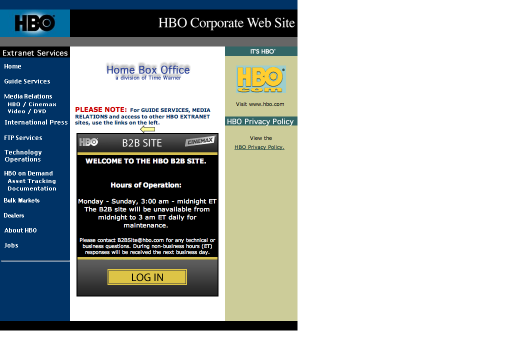 HBO
HBO Corporate Web Site
Extranet Services
Home
Guide Services
Media Relations
HBO / Cinemax
Video / DVD
International Press
FTP Services
Technology
Operations
HBO on Demand
Asset Tracking
Documentation
Bulk Markets
Dealers
About HBO
Jobs
Home Box Office
a division of Time Warner
PLEASE NOTE: For GUIDE SERVICES, MEDIA
RELATIONS and access to other HBO EXTRANET
sites, use the links on the left.
HBO B2B SITE CINEMAX
WELCOME TO THE HBO B2B SITE.
Hours of Operation:
Monday - Sunday, 3:00 am - midnight ET
The B2B site will be unavailable from
midnight to 3 am ET daily for
maintenance.
Please contact B2BSite@hbo.com for any technical or
business questions. During non-business hours (ET)
responses will be received the next business day.
LOG IN
IT'S HBO'
HBO
COM
Visit www.hbo.com
HBO Privacy Policy
View the
HBO Privacy Policy.